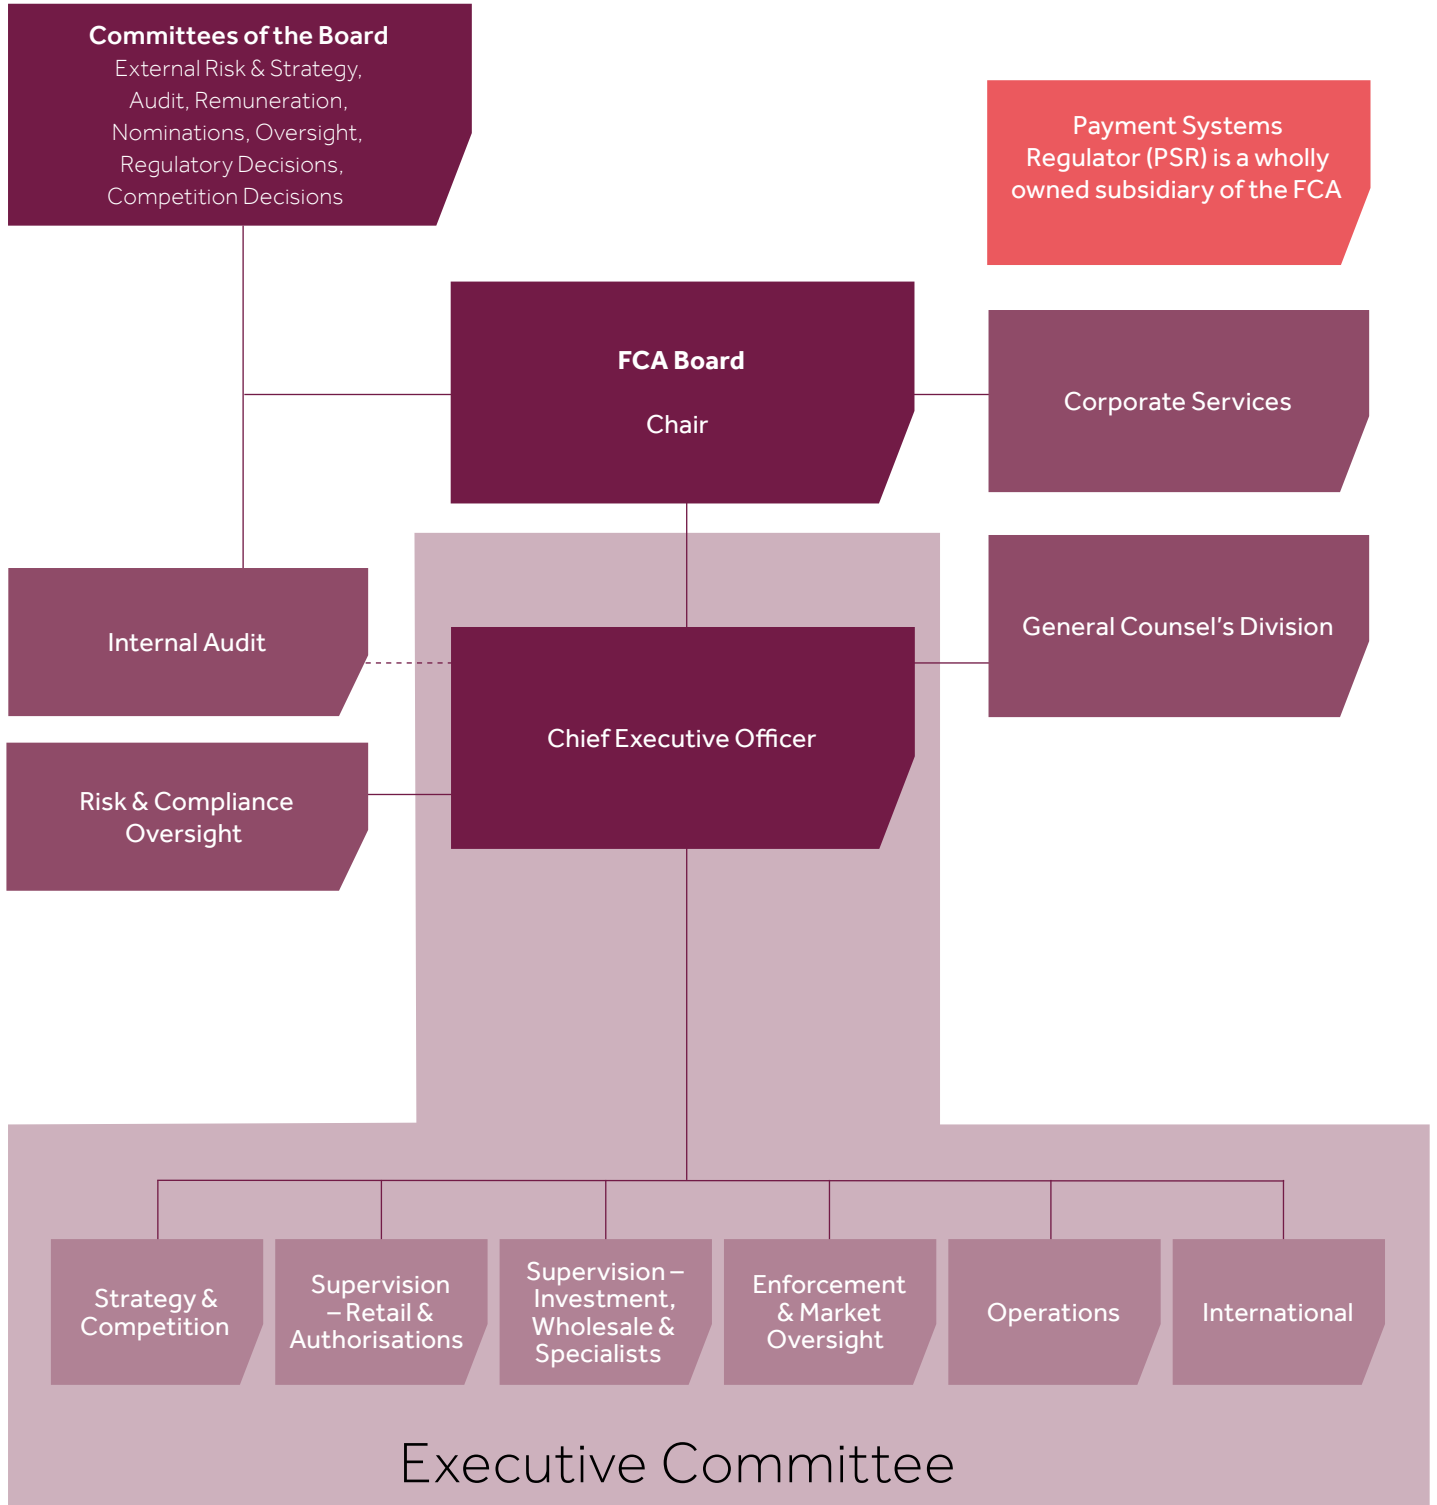 Committees of the Board
External Risk & Strategy,
Audit, Remuneration,
Nominations, Oversight,
Regulatory Decisions,
Competition Decisions
Payment Systems
Regulator (PSR) is a wholly
owned subsidiary of the FCA
FCA Board
Chair
Corporate Services
Internal Audit
General Counsel's Division
Chief Executive Officer
Risk & Compliance
Oversight
Strategy &
Competition
Supervision
– Retail &
Authorisations
Supervision –
Investment,
Wholesale &
Specialists
Enforcement
& Market
Oversight
Operations
International
Executive Committee